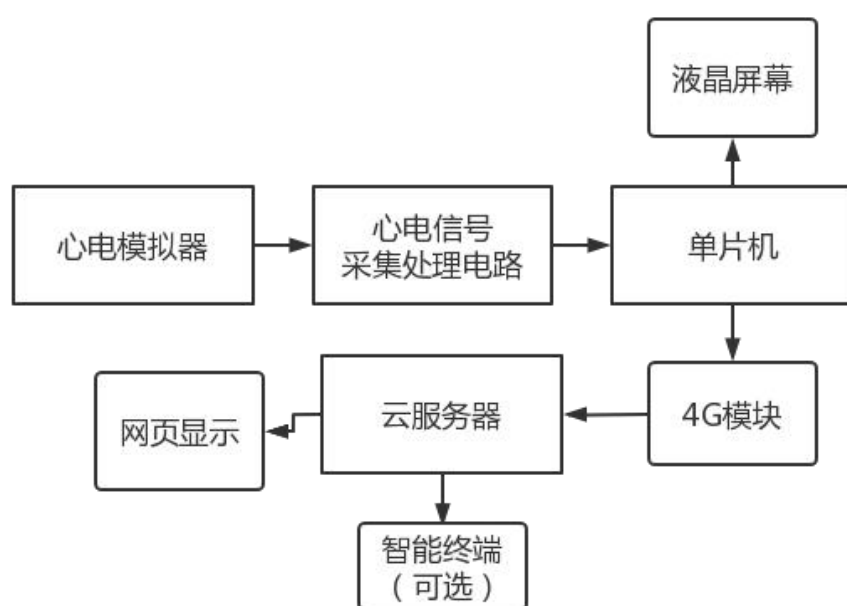 液晶屏幕
心电模拟器
心电信号
采集处理电路
单片机
网页显示
云服务器
4G模块
智能终端
（可选）